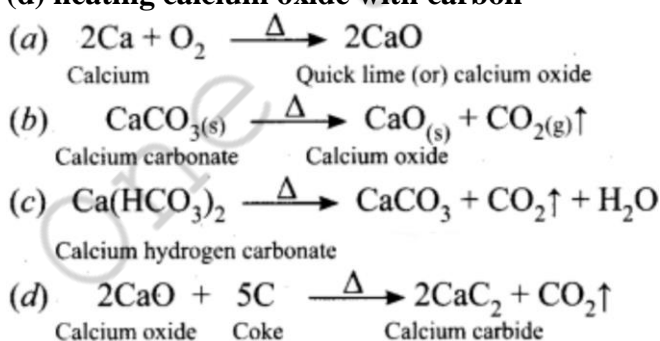 (d) heating calcium oxide with carbon
(a) 2Ca + O₂ —Δ→ 2CaO
Calcium Quick lime (or) calcium oxide
(b) CaCO₃(s) —Δ→ CaO(s) + CO₂(g)↑
Calcium carbonate Calcium oxide
(c) Ca(HCO₃)₂ —Δ→ CaCO₃ + CO₂↑ + H₂O
Calcium hydrogen carbonate
(d) 2CaO + 5C —Δ→ 2CaC₂ + CO₂↑
Calcium oxide Coke Calcium carbide
one